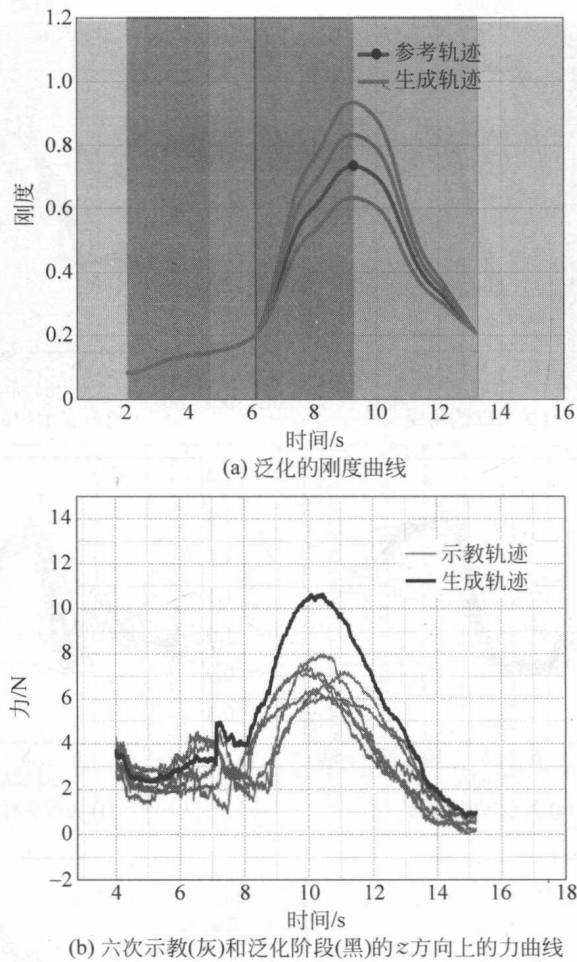 1.2
1.0
0.8
0.6
0.4
0.2
0
刚度
参考轨迹
生成轨迹
2 4 6 8 10 12 14 16
时间/s
(a) 泛化的刚度曲线
14
12
10
8
6
4
2
0
−2
力/N
示教轨迹
生成轨迹
4 6 8 10 12 14 16 18
时间/s
(b) 六次示教(灰)和泛化阶段(黑)的z方向上的力曲线